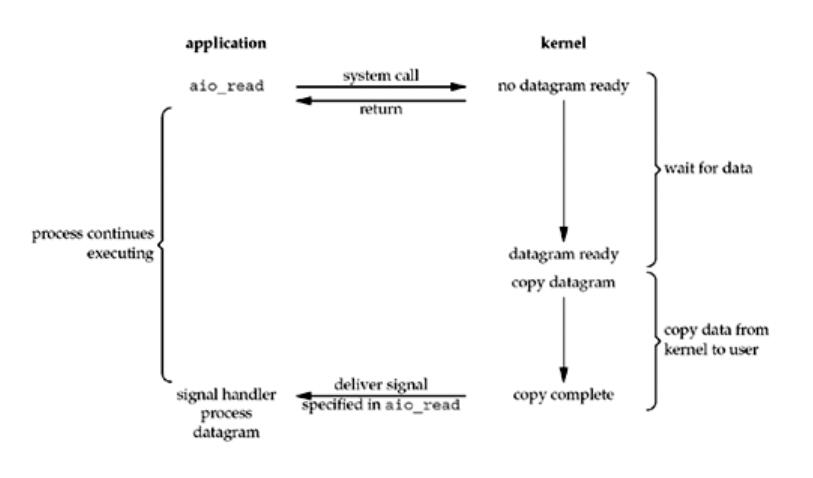 application
kernel
aio_read
system call
no datagram ready
return
wait for data
process continues
executing
datagram ready
copy datagram
copy data from
kernel to user
deliver signal
signal handler
specified in aio_read
copy complete
process
datagram